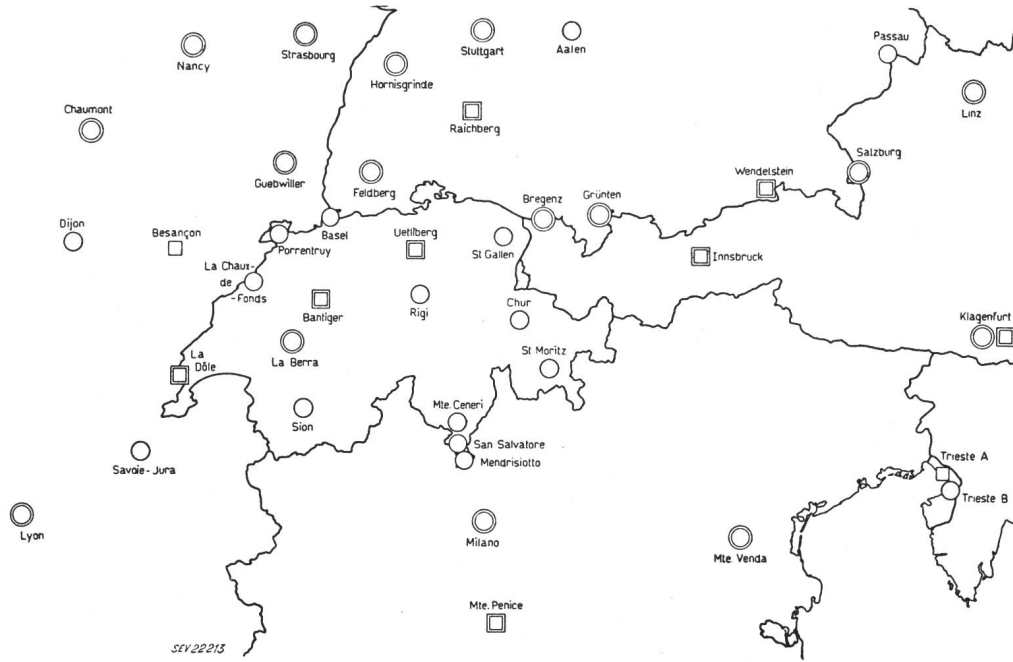 Nancy
Strasbourg
Stuttgart
Aalen
Passau
Hornisgrinde
Linz
Chaumont
Raichberg
Guebwiller
Feldberg
Salzburg
Wendelstein
Dijon
Besançon
Porrentruy
Basel
Uetliberg
St Gallen
Bregenz
Grünten
Innsbruck
La Chaux-
de-
-Fonds
Bantiger
Rigi
Chur
Klagenfurt
La
Dôle
La Berra
St Moritz
Sion
Mte. Ceneri
San Salvatore
Mendrisiotto
Savoie-Jura
Trieste A
Trieste B
Lyon
Milano
Mte. Venda
Mte. Penice
SEV 22213